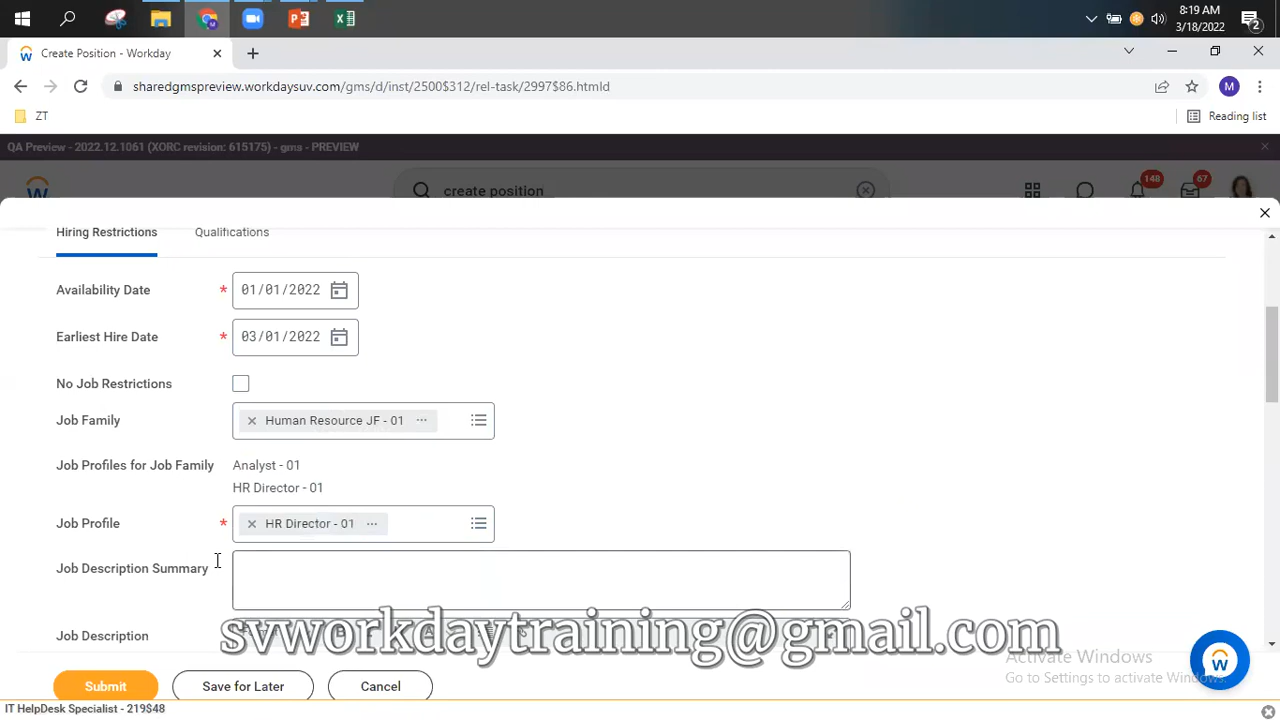 8:19 AM
3/18/2022
2
Create Position - Workday
sharedgmspreview.workdaysuv.com/gms/d/inst/2500$312/rel-task/2997$86.htmld
M
ZT
Reading list
QA Preview - 2022.12.1061 (XORC revision: 615175) - gms - PREVIEW
create position
148
67
Hiring Restrictions
Qualifications
Availability Date * 01/01/2022
Earliest Hire Date * 03/01/2022
No Job Restrictions
Job Family
Human Resource JF - 01
Job Profiles for Job Family
Analyst - 01
HR Director - 01
Job Profile * HR Director - 01
Job Description Summary
Job Description
svworkdaytraining@gmail.com
Activate Windows
Go to Settings to activate Windows.
Submit
Save for Later
Cancel
IT HelpDesk Specialist - 219$48